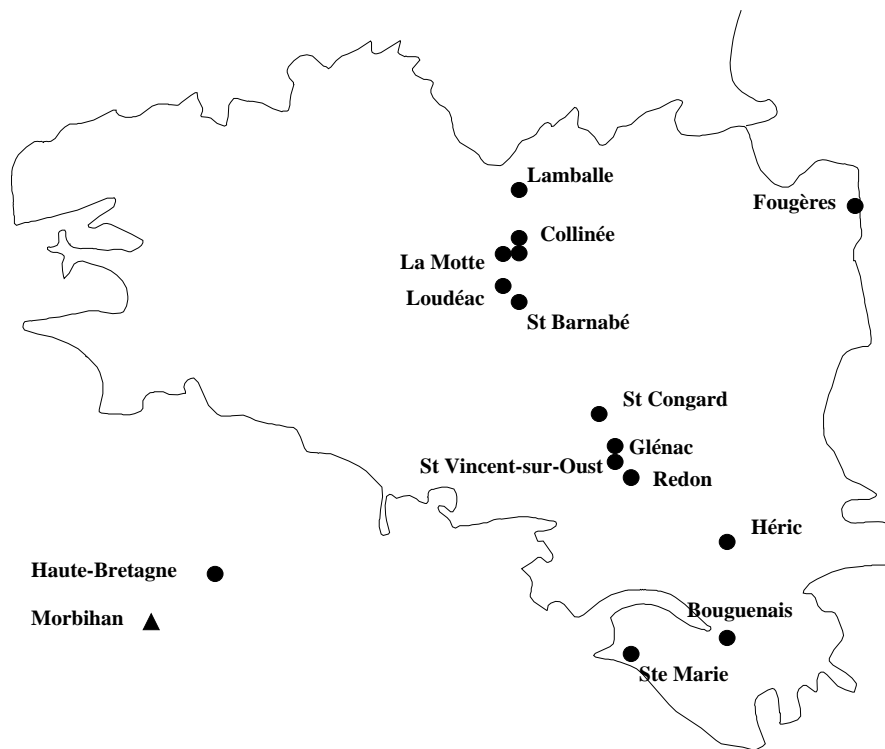 Lamballe
Fougères
Collinée
La Motte
Loudéac
St Barnabé
St Congard
Glénac
St Vincent-sur-Oust
Redon
Héric
Haute-Bretagne
Morbihan
Bouguenais
Ste Marie